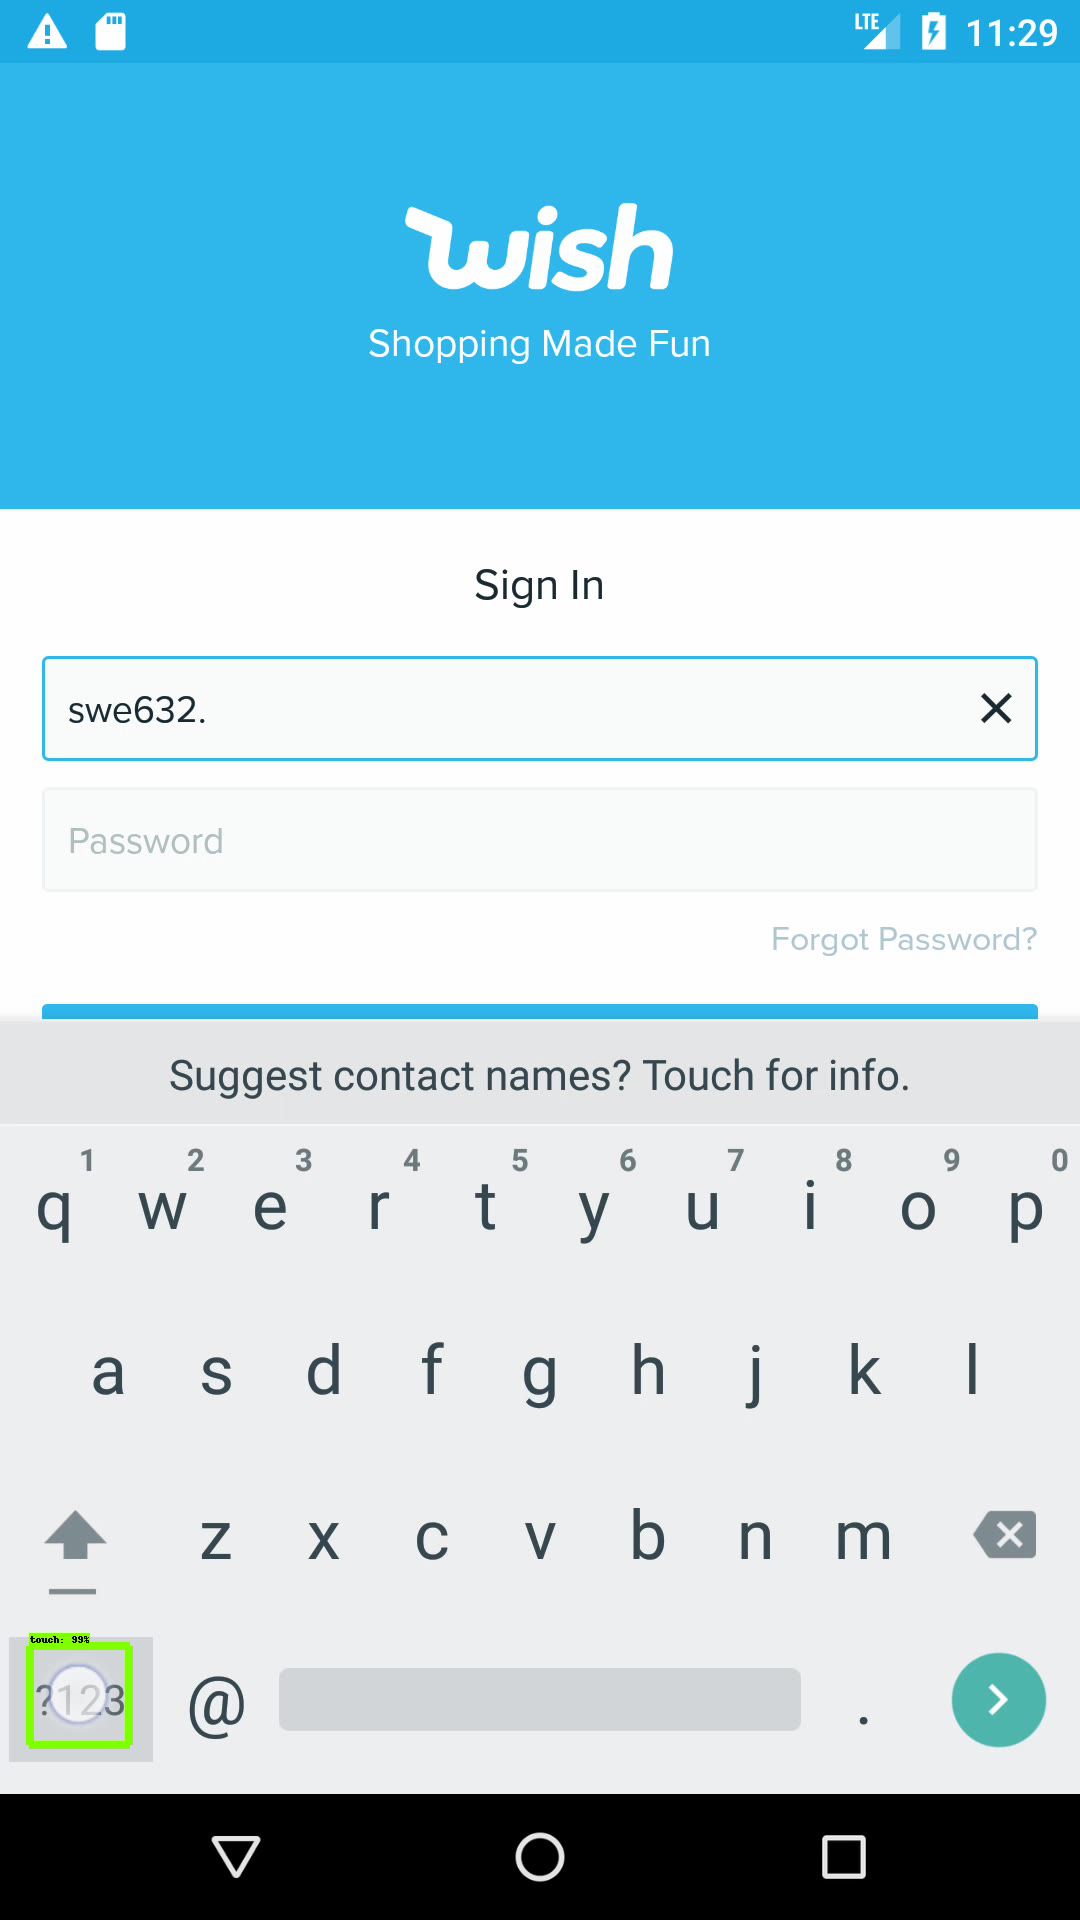 LTE 11:29
wish
Shopping Made Fun
Sign In
swe632.
Password
Forgot Password?
Suggest contact names? Touch for info.
1 2 3 4 5 6 7 8 9 0
q w e r t y u i o p
a s d f g h j k l
z x c v b n m
touch: 99%
?123 @ .